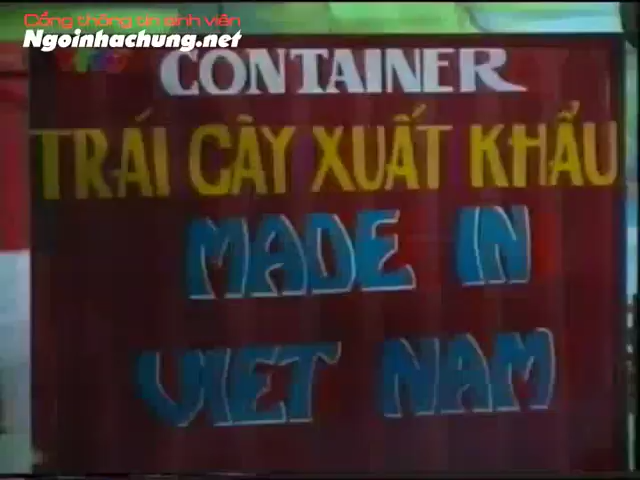 Cổng thông tin sinh viên
Ngoinhachung.net
CONTAINER
TRÁI CÂY XUẤT KHẨU
MADE IN
VIET NAM